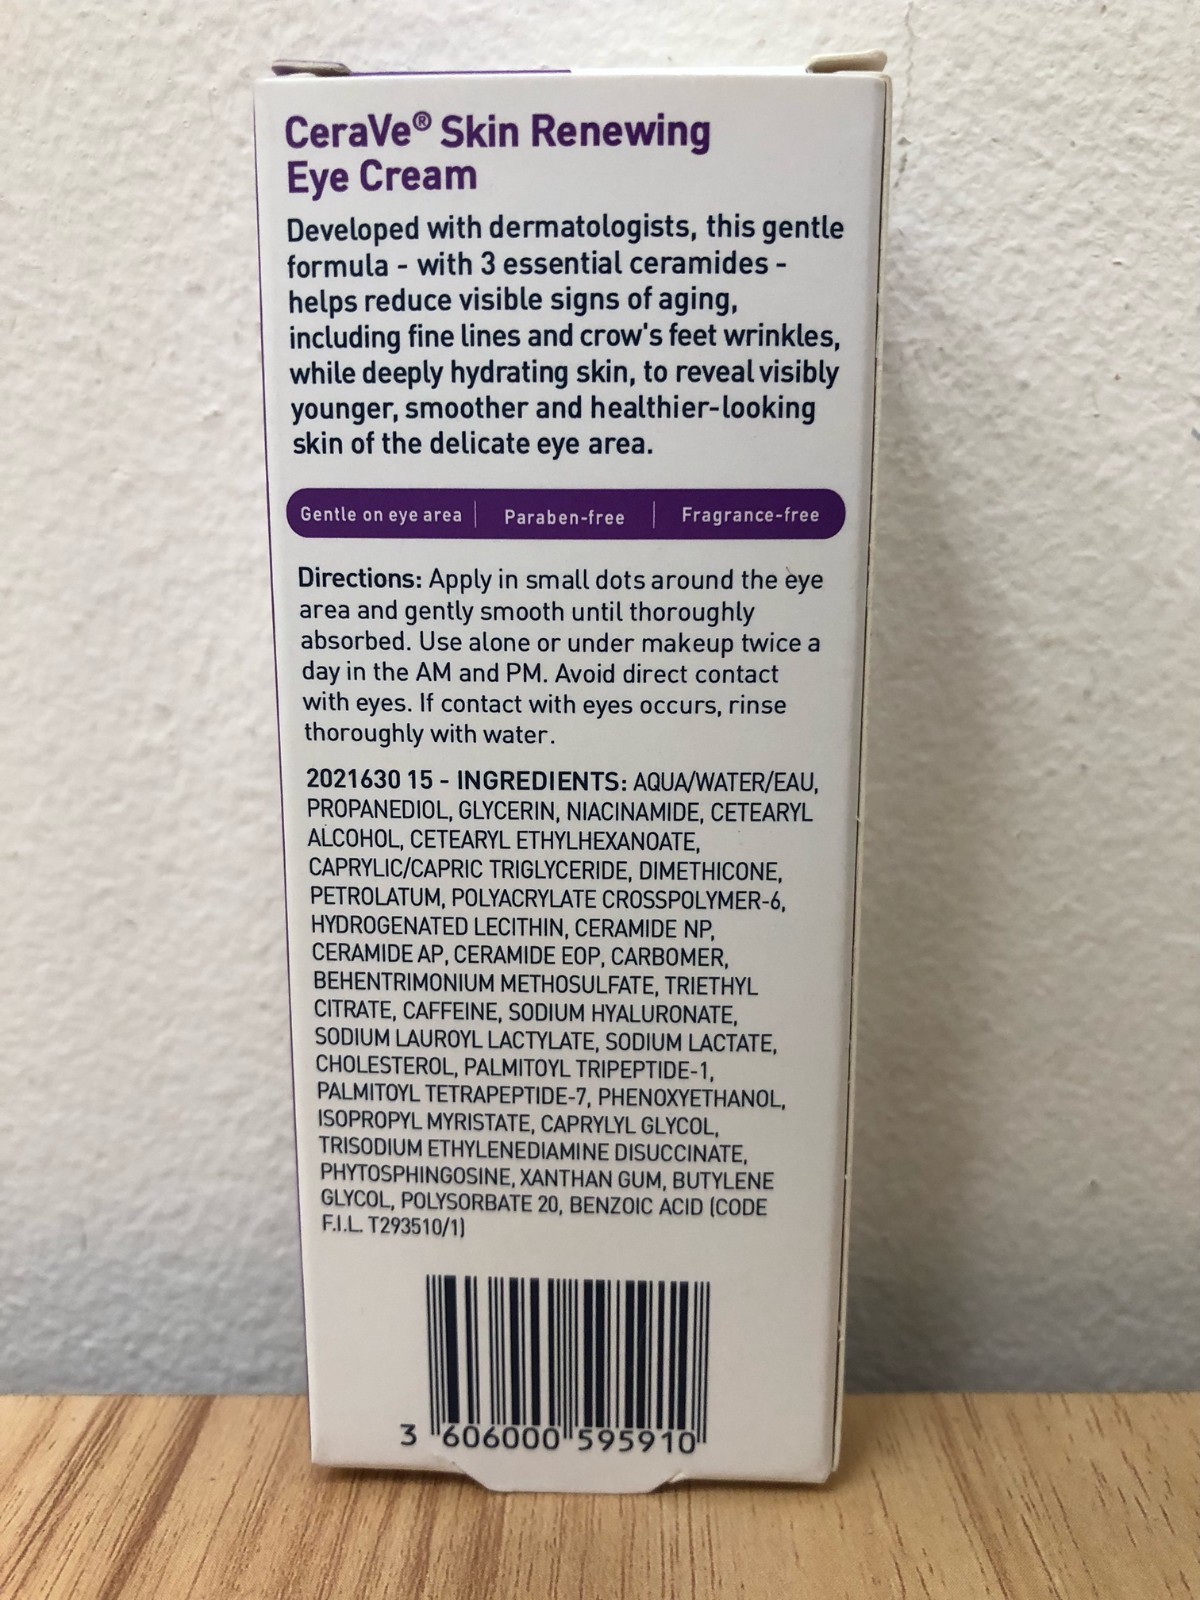 CeraVe® Skin Renewing
Eye Cream
Developed with dermatologists, this gentle
formula - with 3 essential ceramides -
helps reduce visible signs of aging,
including fine lines and crow's feet wrinkles,
while deeply hydrating skin, to reveal visibly
younger, smoother and healthier-looking
skin of the delicate eye area.
Gentle on eye area | Paraben-free | Fragrance-free
Directions: Apply in small dots around the eye
area and gently smooth until thoroughly
absorbed. Use alone or under makeup twice a
day in the AM and PM. Avoid direct contact
with eyes. If contact with eyes occurs, rinse
thoroughly with water.
2021630 15 - INGREDIENTS: AQUA/WATER/EAU,
PROPANEDIOL, GLYCERIN, NIACINAMIDE, CETEARYL
ALCOHOL, CETEARYL ETHYLHEXANOATE,
CAPRYLIC/CAPRIC TRIGLYCERIDE, DIMETHICONE,
PETROLATUM, POLYACRYLATE CROSSPOLYMER-6,
HYDROGENATED LECITHIN, CERAMIDE NP,
CERAMIDE AP, CERAMIDE EOP, CARBOMER,
BEHENTRIMONIUM METHOSULFATE, TRIETHYL
CITRATE, CAFFEINE, SODIUM HYALURONATE,
SODIUM LAUROYL LACTYLATE, SODIUM LACTATE,
CHOLESTEROL, PALMITOYL TRIPEPTIDE-1,
PALMITOYL TETRAPEPTIDE-7, PHENOXYETHANOL,
ISOPROPYL MYRISTATE, CAPRYLYL GLYCOL,
TRISODIUM ETHYLENEDIAMINE DISUCCINATE,
PHYTOSPHINGOSINE, XANTHAN GUM, BUTYLENE
GLYCOL, POLYSORBATE 20, BENZOIC ACID (CODE
F.I.L. T293510/1)
3 606000 595910